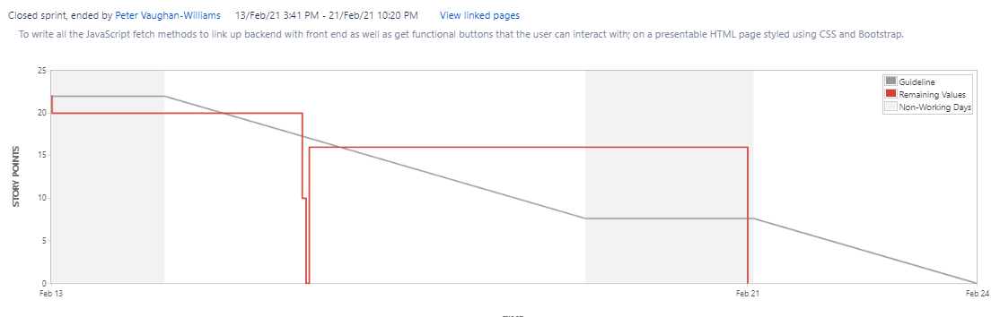 Closed sprint, ended by Peter Vaughan-Williams 13/Feb/21 3:41 PM - 21/Feb/21 10:20 PM View linked pages
To write all the JavaScript fetch methods to link up backend with front end as well as get functional buttons that the user can interact with; on a presentable HTML page styled using CSS and Bootstrap.
Guideline
Remaining Values
Non-Working Days
STORY POINTS
25
20
15
10
5
0
Feb 13
Feb 21
Feb 24